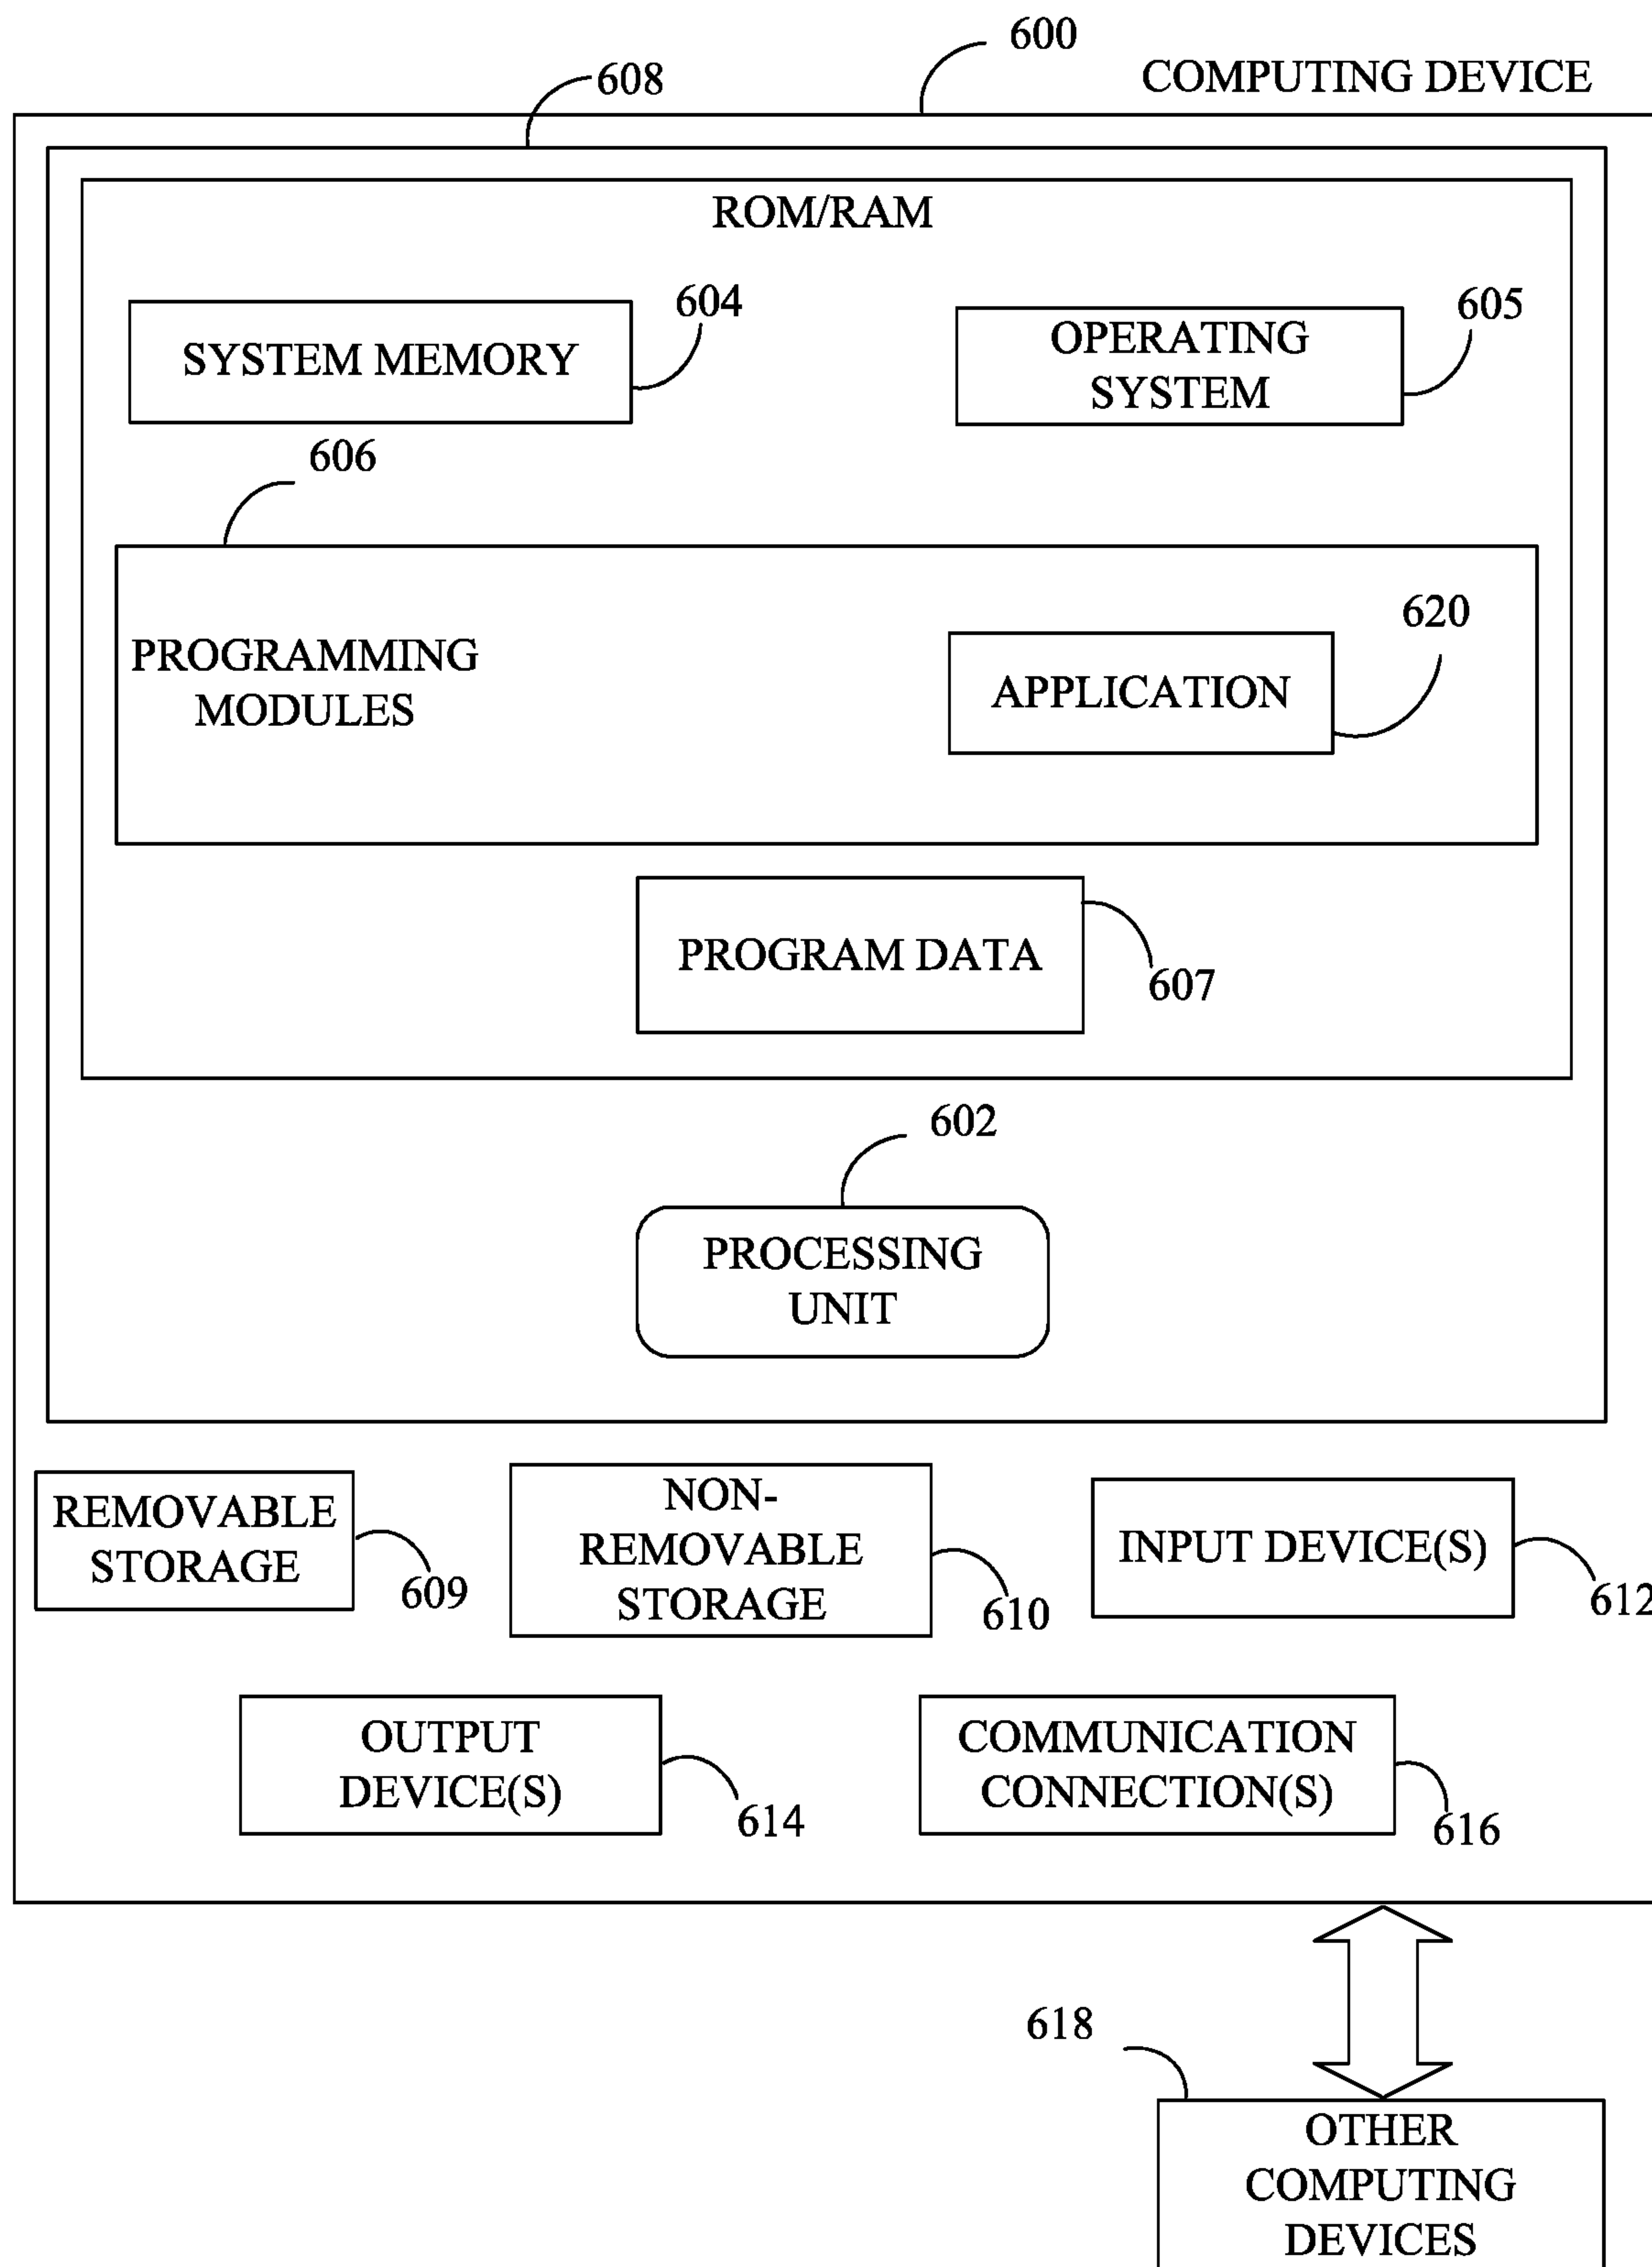 600
COMPUTING DEVICE
608
ROM/RAM
SYSTEM MEMORY
604
OPERATING
SYSTEM
605
606
PROGRAMMING
MODULES
APPLICATION
620
PROGRAM DATA
607
602
PROCESSING
UNIT
REMOVABLE
STORAGE
609
NON-
REMOVABLE
STORAGE
610
INPUT DEVICE(S)
612
OUTPUT
DEVICE(S)
614
COMMUNICATION
CONNECTION(S)
616
618
OTHER
COMPUTING
DEVICES